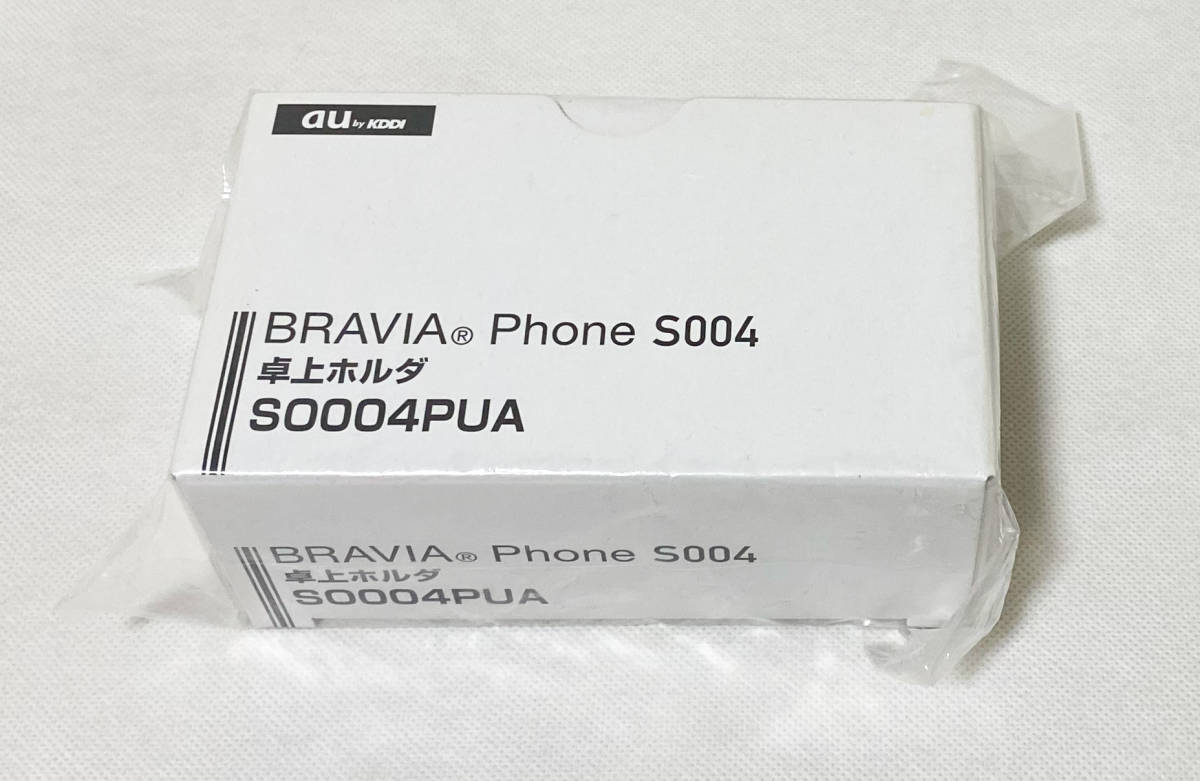 au by KDDI
BRAVIA® Phone S004
卓上ホルダ
SO004PUA
BRAVIA® Phone S004
卓上ホルダ
SO004PUA